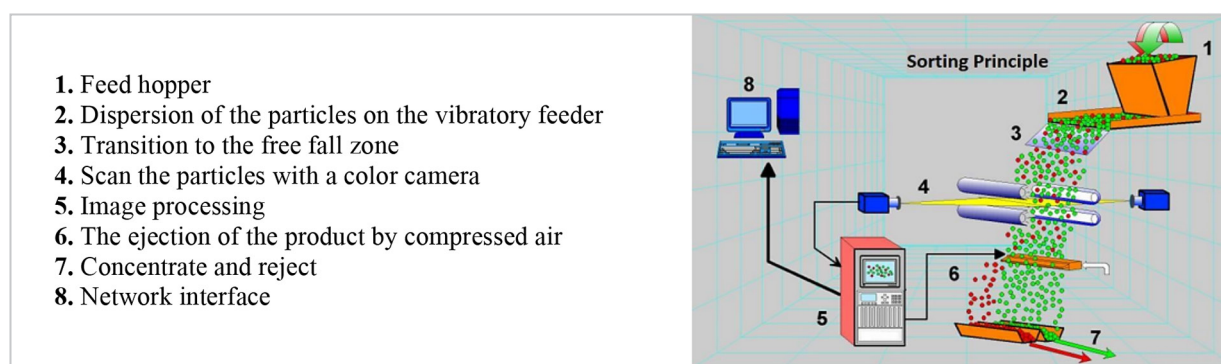 1. Feed hopper
2. Dispersion of the particles on the vibratory feeder
3. Transition to the free fall zone
4. Scan the particles with a color camera
5. Image processing
6. The ejection of the product by compressed air
7. Concentrate and reject
8. Network interface
Sorting Principle
1
8
2
3
4
6
5
7